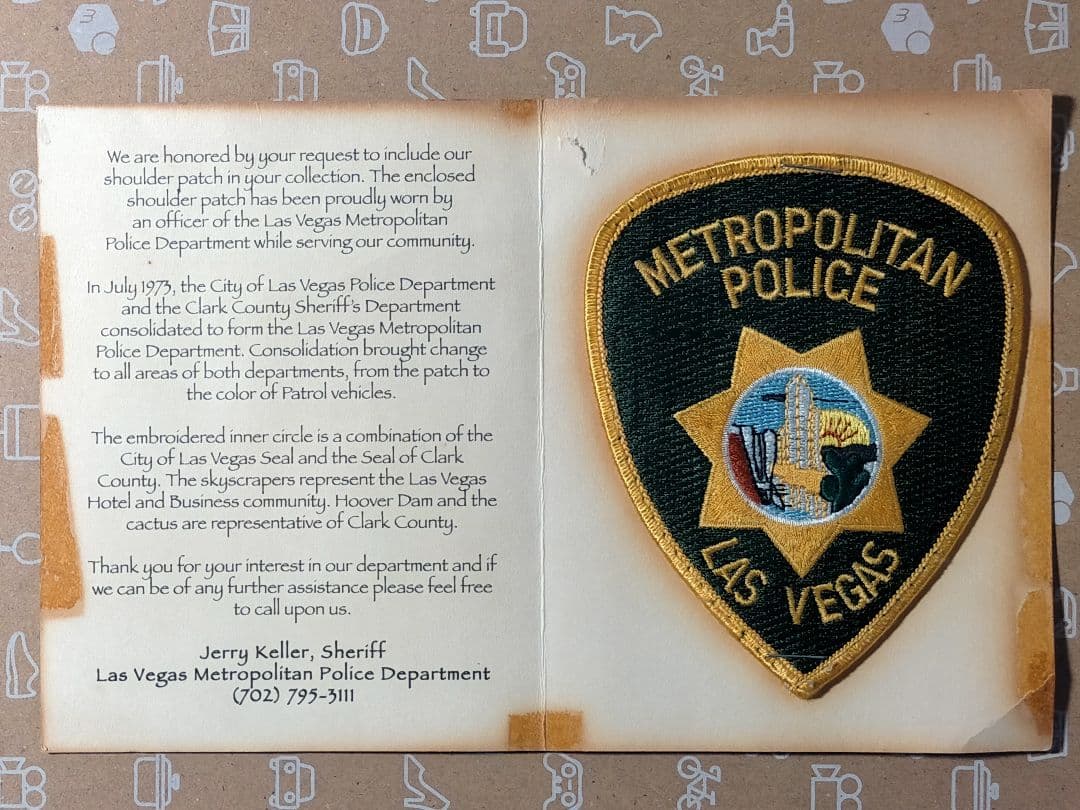 We are honored by your request to include our
shoulder patch in your collection. The enclosed
shoulder patch has been proudly worn by
an officer of the Las Vegas Metropolitan
Police Department while serving our community.
In July 1973, the City of Las Vegas Police Department
and the Clark County Sheriff's Department
consolidated to form the Las Vegas Metropolitan
Police Department. Consolidation brought change
to all areas of both departments, from the patch to
the color of Patrol vehicles.
The embroidered inner circle is a combination of the
City of Las Vegas Seal and the Seal of Clark
County. The skyscrapers represent the Las Vegas
Hotel and Business community. Hoover Dam and the
cactus are representative of Clark County.
Thank you for your interest in our department and if
we can be of any further assistance please feel free
to call upon us.
Jerry Keller, Sheriff
Las Vegas Metropolitan Police Department
(702) 795-3111
METROPOLITAN
POLICE
LAS VEGAS